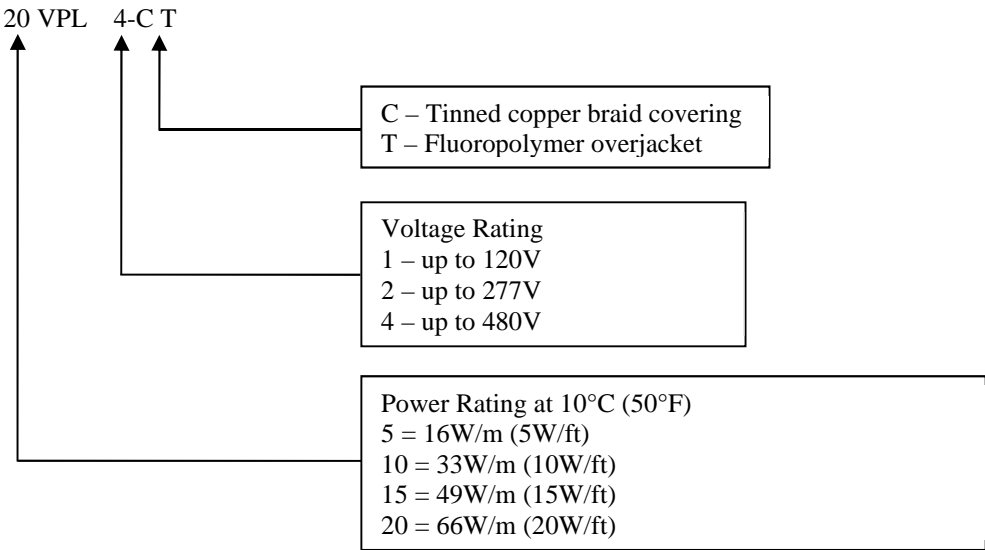 20 VPL 4-C T
C – Tinned copper braid covering
T – Fluoropolymer overjacket
Voltage Rating
1 – up to 120V
2 – up to 277V
4 – up to 480V
Power Rating at 10°C (50°F)
5 = 16W/m (5W/ft)
10 = 33W/m (10W/ft)
15 = 49W/m (15W/ft)
20 = 66W/m (20W/ft)